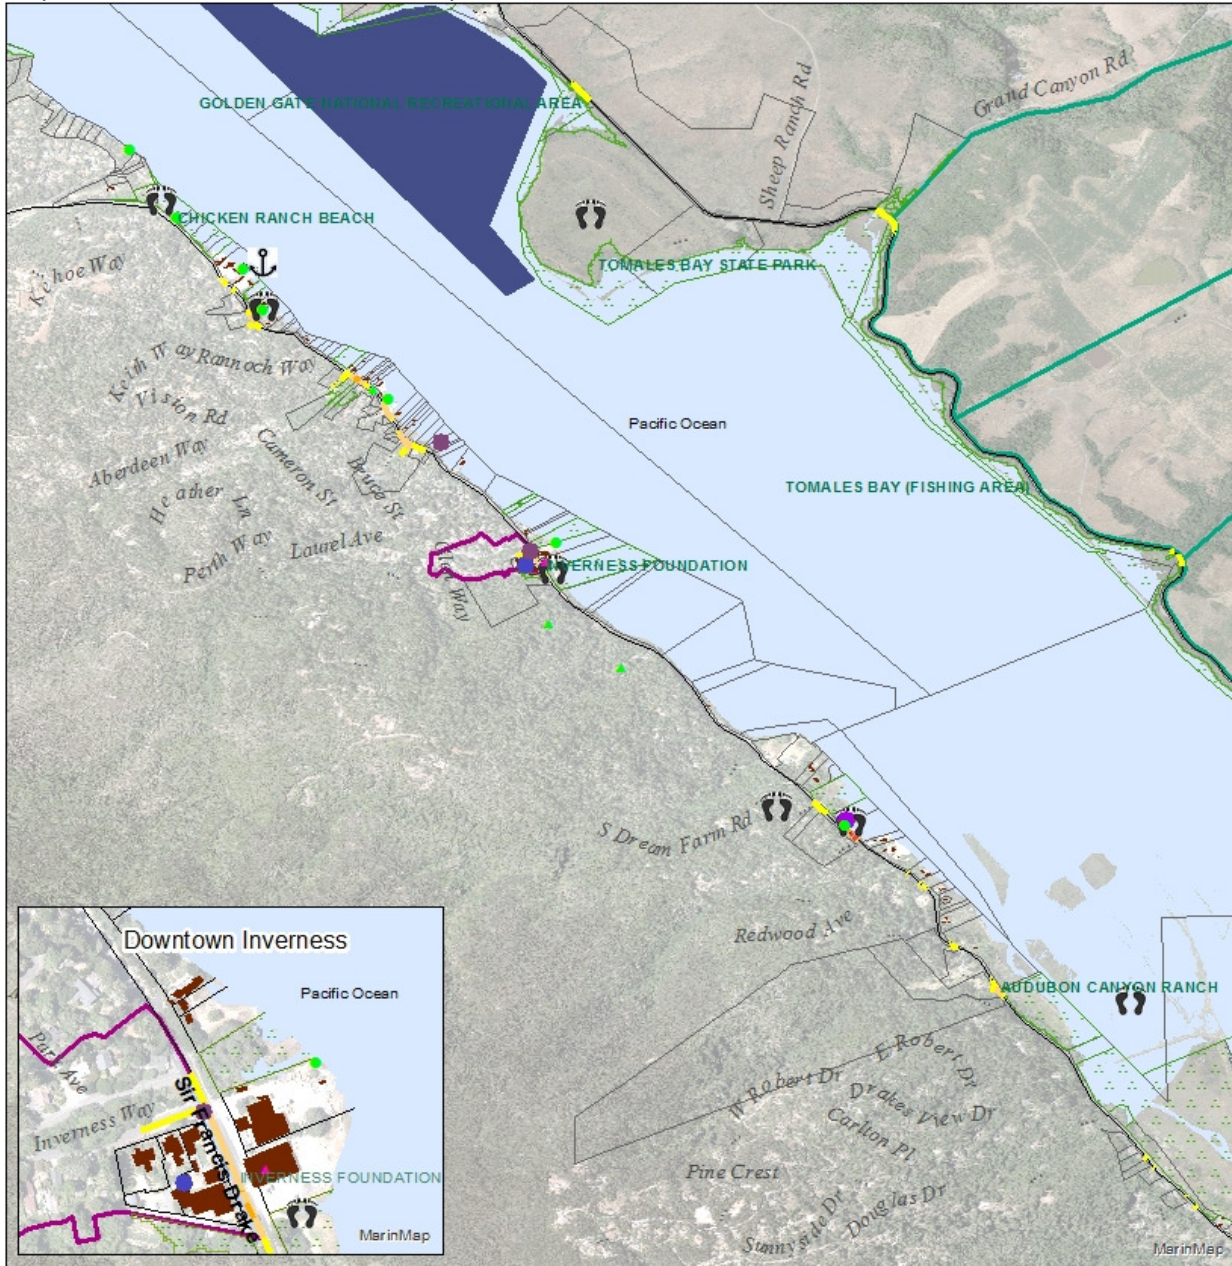 Grand Canyon Rd
GOLDEN GATE NATIONAL RECREATIONAL AREA
Sheep Ranch Rd
CHICKEN RANCH BEACH
Kehoe Way
TOMALES BAY STATE PARK
Keith Way
Rannoch Way
Vision Rd
Pacific Ocean
Aberdeen Way
Cameron St
Bruce St
Heather Ln
TOMALES BAY (FISHING AREA)
Perth Way
Laurel Ave
Glen Way
INVERNESS FOUNDATION
S Dream Farm Rd
Redwood Ave
AUDUBON CANYON RANCH
E Robert Dr
W Robert Dr
Drakes View Dr
Carlton Pl
Pine Crest
Douglas Dr
Sunnyside Dr
MarinMap
Downtown Inverness
Pacific Ocean
Park Ave
Inverness Way
Sir Francis Drake
INVERNESS FOUNDATION
MarinMap